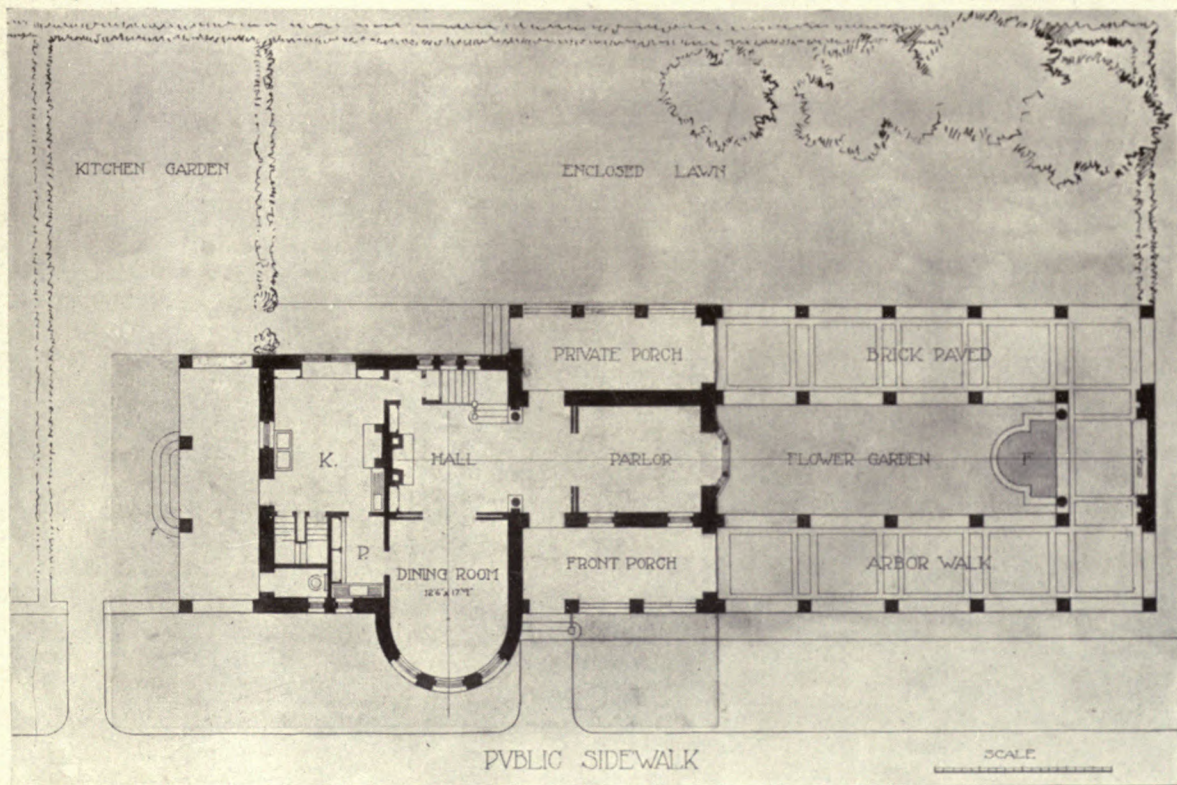 KITCHEN GARDEN
ENCLOSED LAWN
PRIVATE PORCH
BRICK PAVED
K.
HALL
PARLOR
FLOWER GARDEN
F
SEAT
P.
DINING ROOM
FRONT PORCH
ARBOR WALK
PVBLIC SIDEWALK
SCALE